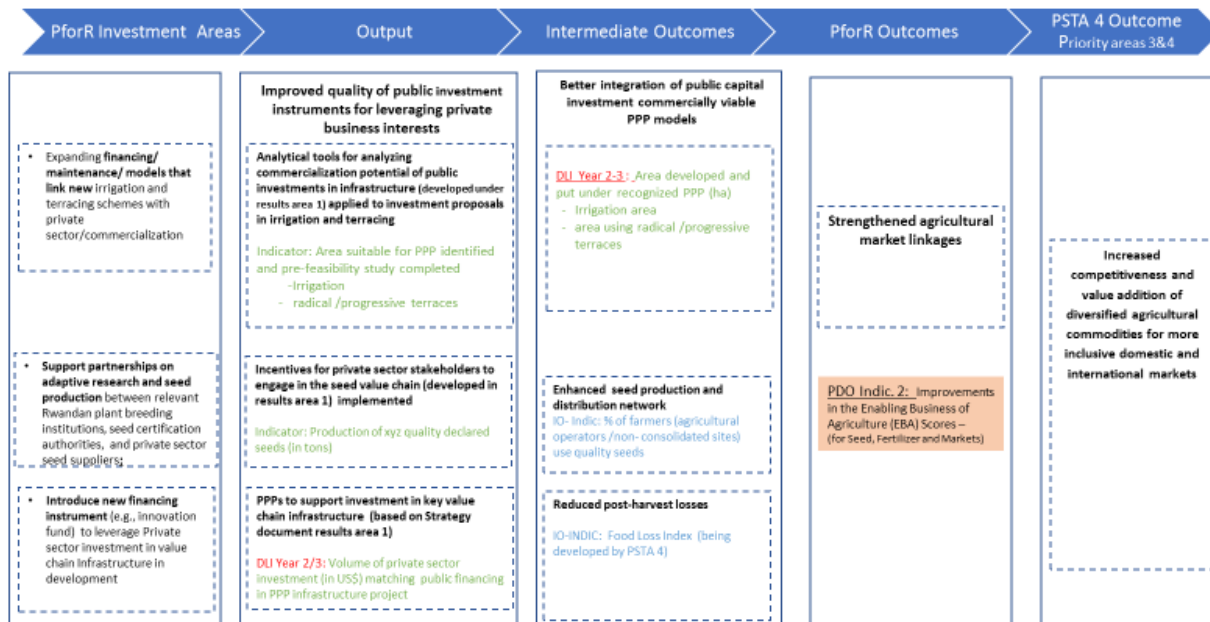 PforR Investment Areas
Output
Intermediate Outcomes
PforR Outcomes
PSTA 4 Outcome
Priority areas 3&4
• Expanding financing/
maintenance/ models that
link new irrigation and
terracing schemes with
private
sector/commercialization
• Support partnerships on
adaptive research and seed
production between relevant
Rwandan plant breeding
institutions, seed certification
authorities, and private sector
seed suppliers;
• Introduce new financing
instrument (e.g., innovation
fund) to leverage Private
sector investment in value
chain Infrastructure in
development
Improved quality of public investment
instruments for leveraging private
business interests
Analytical tools for analyzing
commercialization potential of public
investments in infrastructure (developed under
results area 1) applied to investment proposals
in irrigation and terracing
Indicator: Area suitable for PPP identified
and pre-feasibility study completed
-Irrigation
- radical /progressive terraces
Incentives for private sector stakeholders to
engage in the seed value chain (developed in
results area 1) implemented
Indicator: Production of xyz quality declared
seeds (in tons)
PPPs to support investment in key value
chain infrastructure (based on Strategy
document results area 1)
DLI Year 2/3: Volume of private sector
investment (in US$) matching public financing
in PPP infrastructure project
Better integration of public capital
investment commercially viable
PPP models
DLI Year 2-3 : Area developed and
put under recognized PPP (ha)
- Irrigation area
- area using radical /progressive
terraces
Enhanced seed production and
distribution network
IO- Indic: % of farmers (agricultural
operators /non- consolidated sites)
use quality seeds
Reduced post-harvest losses
IO-INDIC: Food Loss Index (being
developed by PSTA 4)
Strengthened agricultural
market linkages
PDO Indic. 2: Improvements
in the Enabling Business of
Agriculture (EBA) Scores –
(for Seed, Fertilizer and Markets)
Increased
competitiveness and
value addition of
diversified agricultural
commodities for more
inclusive domestic and
international markets